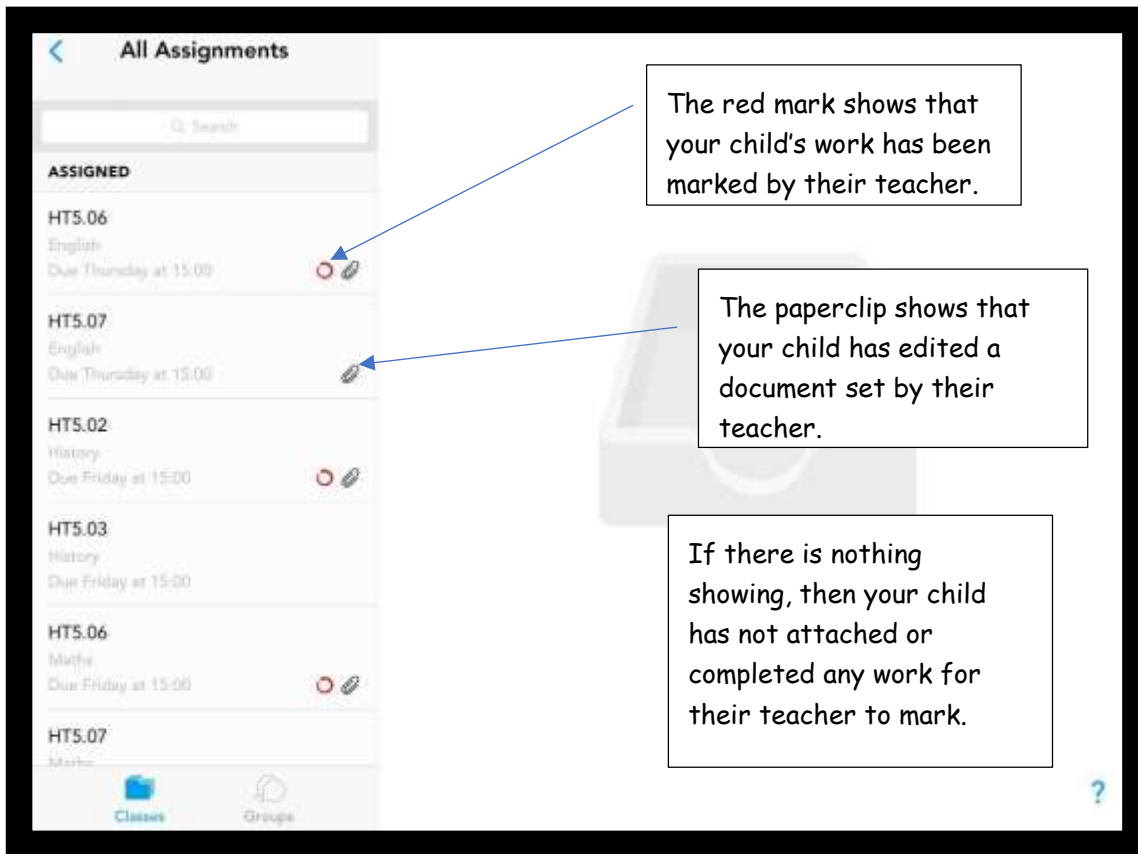 All Assignments
Search
ASSIGNED
HT5.06
English
Due Thursday at 15:00
HT5.07
English
Due Thursday at 15:00
HT5.02
History
Due Friday at 15:00
HT5.03
History
Due Friday at 15:00
HT5.06
Maths
Due Friday at 15:00
HT5.07
Maths
Classes Groups
The red mark shows that
your child's work has been
marked by their teacher.
The paperclip shows that
your child has edited a
document set by their
teacher.
If there is nothing
showing, then your child
has not attached or
completed any work for
their teacher to mark.
?